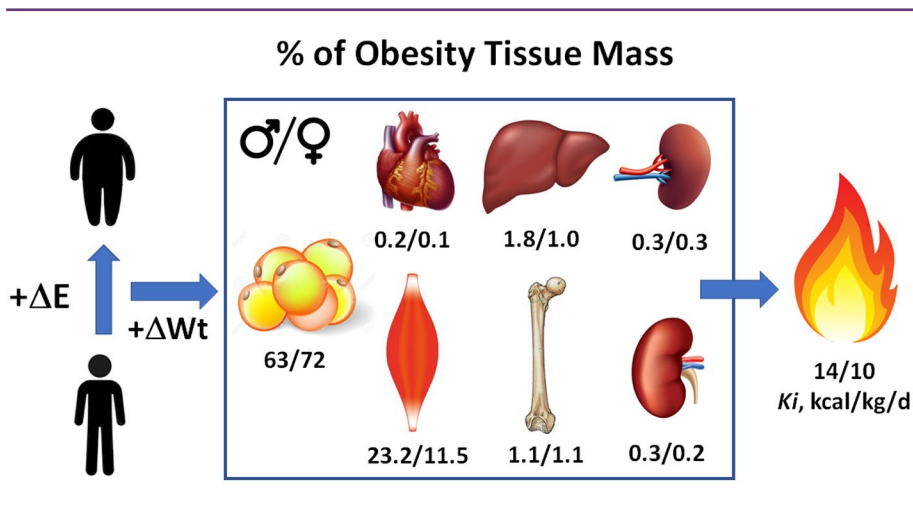 % of Obesity Tissue Mass
♂/♀
0.2/0.1
1.8/1.0
0.3/0.3
+ΔE
+ΔWt
63/72
23.2/11.5
1.1/1.1
0.3/0.2
14/10
Ki, kcal/kg/d